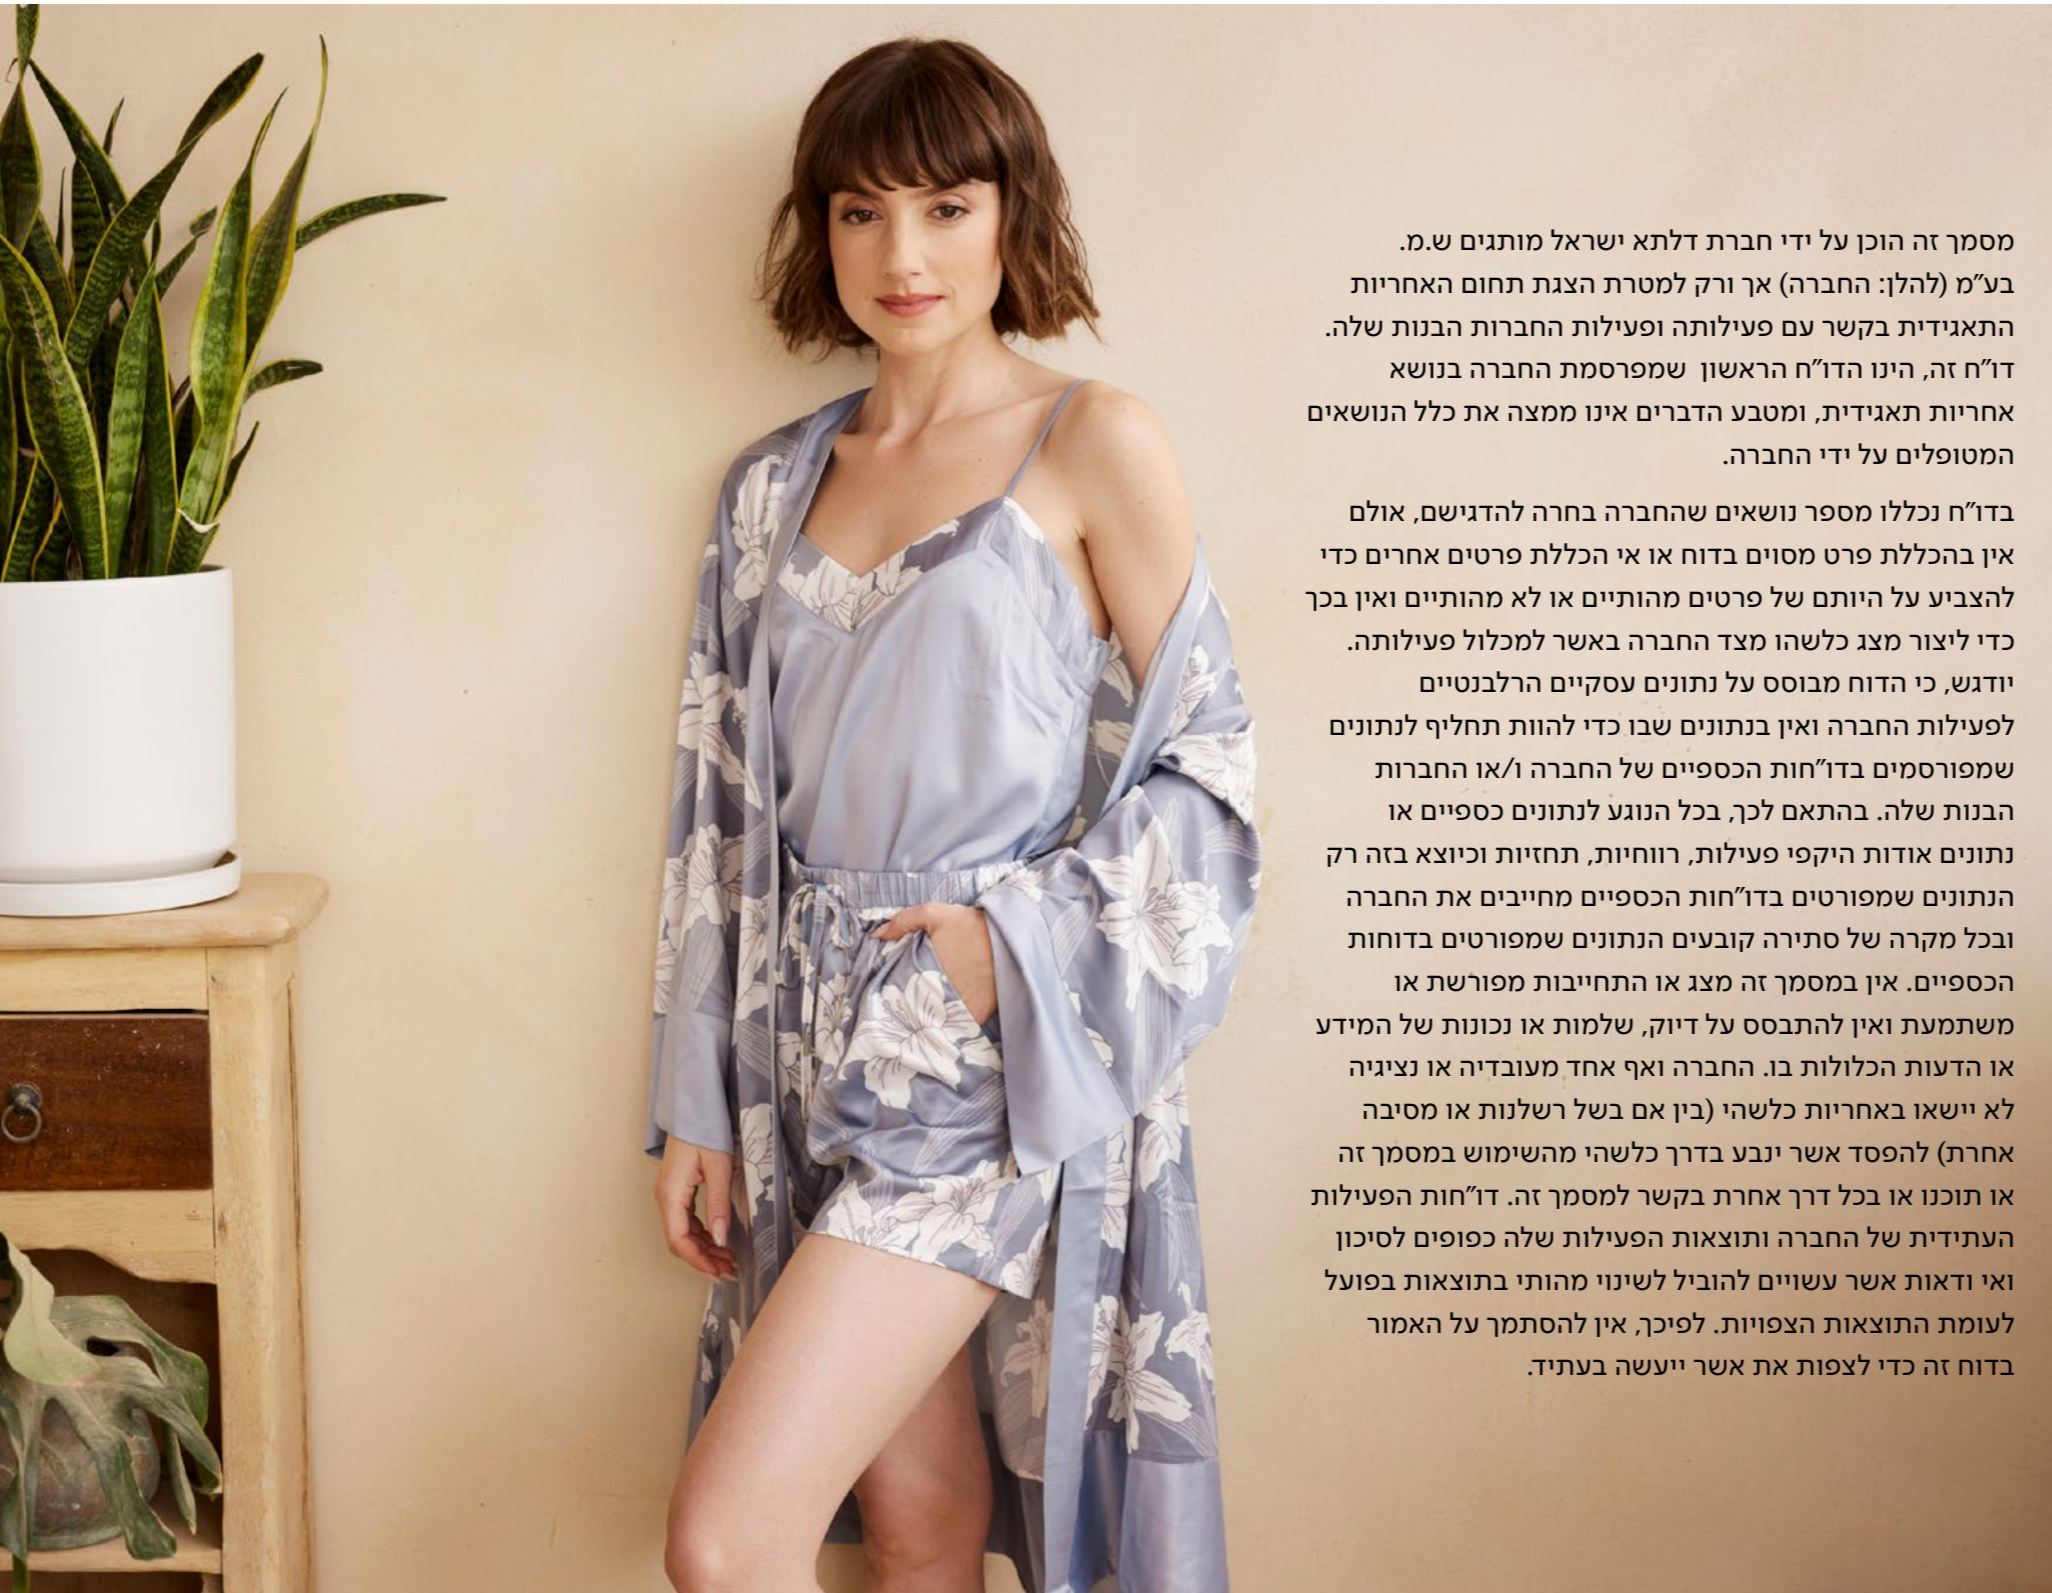 מסמך זה הוכן על ידי חברת דלתא ישראל מותגים ש.מ.
בע״מ (להלן: החברה) אך ורק למטרת הצגת תחום האחריות
התאגידית בקשר עם פעילותה ופעילות החברות הבנות שלה.
דו״ח זה, הינו הדו״ח הראשון  שמפרסמת החברה בנושא
אחריות תאגידית, ומטבע הדברים אינו ממצה את כלל הנושאים
המטופלים על ידי החברה.
בדו״ח נכללו מספר נושאים שהחברה בחרה להדגישם, אולם
אין בהכללת פרט מסוים בדוח או אי הכללת פרטים אחרים כדי
להצביע על היותם של פרטים מהותיים או לא מהותיים ואין בכך
כדי ליצור מצג כלשהו מצד החברה באשר למכלול פעילותה.
יודגש, כי הדוח מבוסס על נתונים עסקיים הרלבנטיים
לפעילות החברה ואין בנתונים שבו כדי להוות תחליף לנתונים
שמפורסמים בדו״חות הכספיים של החברה ו/או החברות
הבנות שלה. בהתאם לכך, בכל הנוגע לנתונים כספיים או
נתונים אודות היקפי פעילות, רווחיות, תחזיות וכיוצא בזה רק
הנתונים שמפורטים בדו״חות הכספיים מחייבים את החברה
ובכל מקרה של סתירה קובעים הנתונים שמפורטים בדוחות
הכספיים. אין במסמך זה מצג או התחייבות מפורשת או
משתמעת ואין להתבסס על דיוק, שלמות או נכונות של המידע
או הדעות הכלולות בו. החברה ואף אחד מעובדיה או נציגיה
לא יישאו באחריות כלשהי (בין אם בשל רשלנות או מסיבה
אחרת) להפסד אשר ינבע בדרך כלשהי מהשימוש במסמך זה
או תוכנו או בכל דרך אחרת בקשר למסמך זה. דו״חות הפעילות
העתידית של החברה ותוצאות הפעילות שלה כפופים לסיכון
ואי ודאות אשר עשויים להוביל לשינוי מהותי בתוצאות בפועל
לעומת התוצאות הצפויות. לפיכך, אין להסתמך על האמור
בדוח זה כדי לצפות את אשר ייעשה בעתיד.